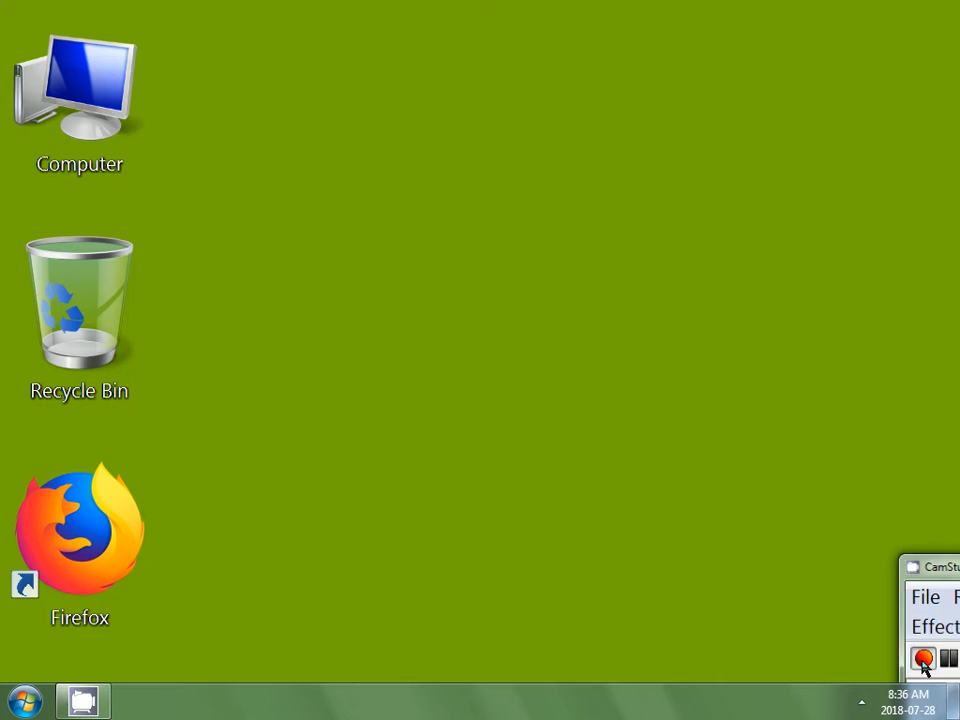 Computer
Recycle Bin
Firefox
CamStu
File
Effect
8:36 AM
2018-07-28